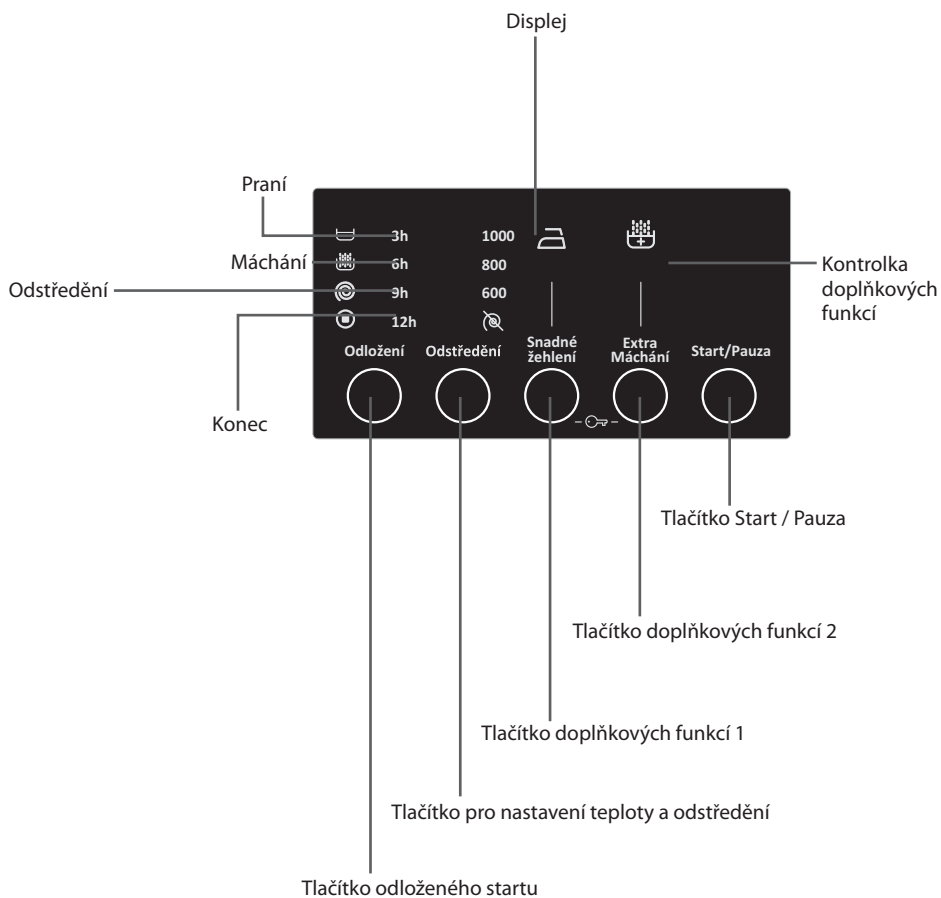 Displej
Praní
3h 1000
Máchání 6h 800
Kontrolka
doplňkových
funkcí
Odstředění 9h 600
12h
Odložení Odstředění Snadné
žehlení Extra
Máchání Start/Pauza
Konec
Tlačítko Start / Pauza
Tlačítko doplňkových funkcí 2
Tlačítko doplňkových funkcí 1
Tlačítko pro nastavení teploty a odstředění
Tlačítko odloženého startu